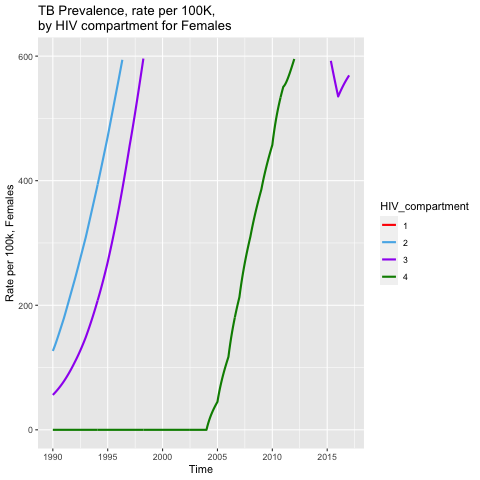 TB Prevalence, rate per 100K,
by HIV compartment for Females
600
400
200
0
Rate per 100k, Females
1990 1995 2000 2005 2010 2015
Time
HIV_compartment
1
2
3
4